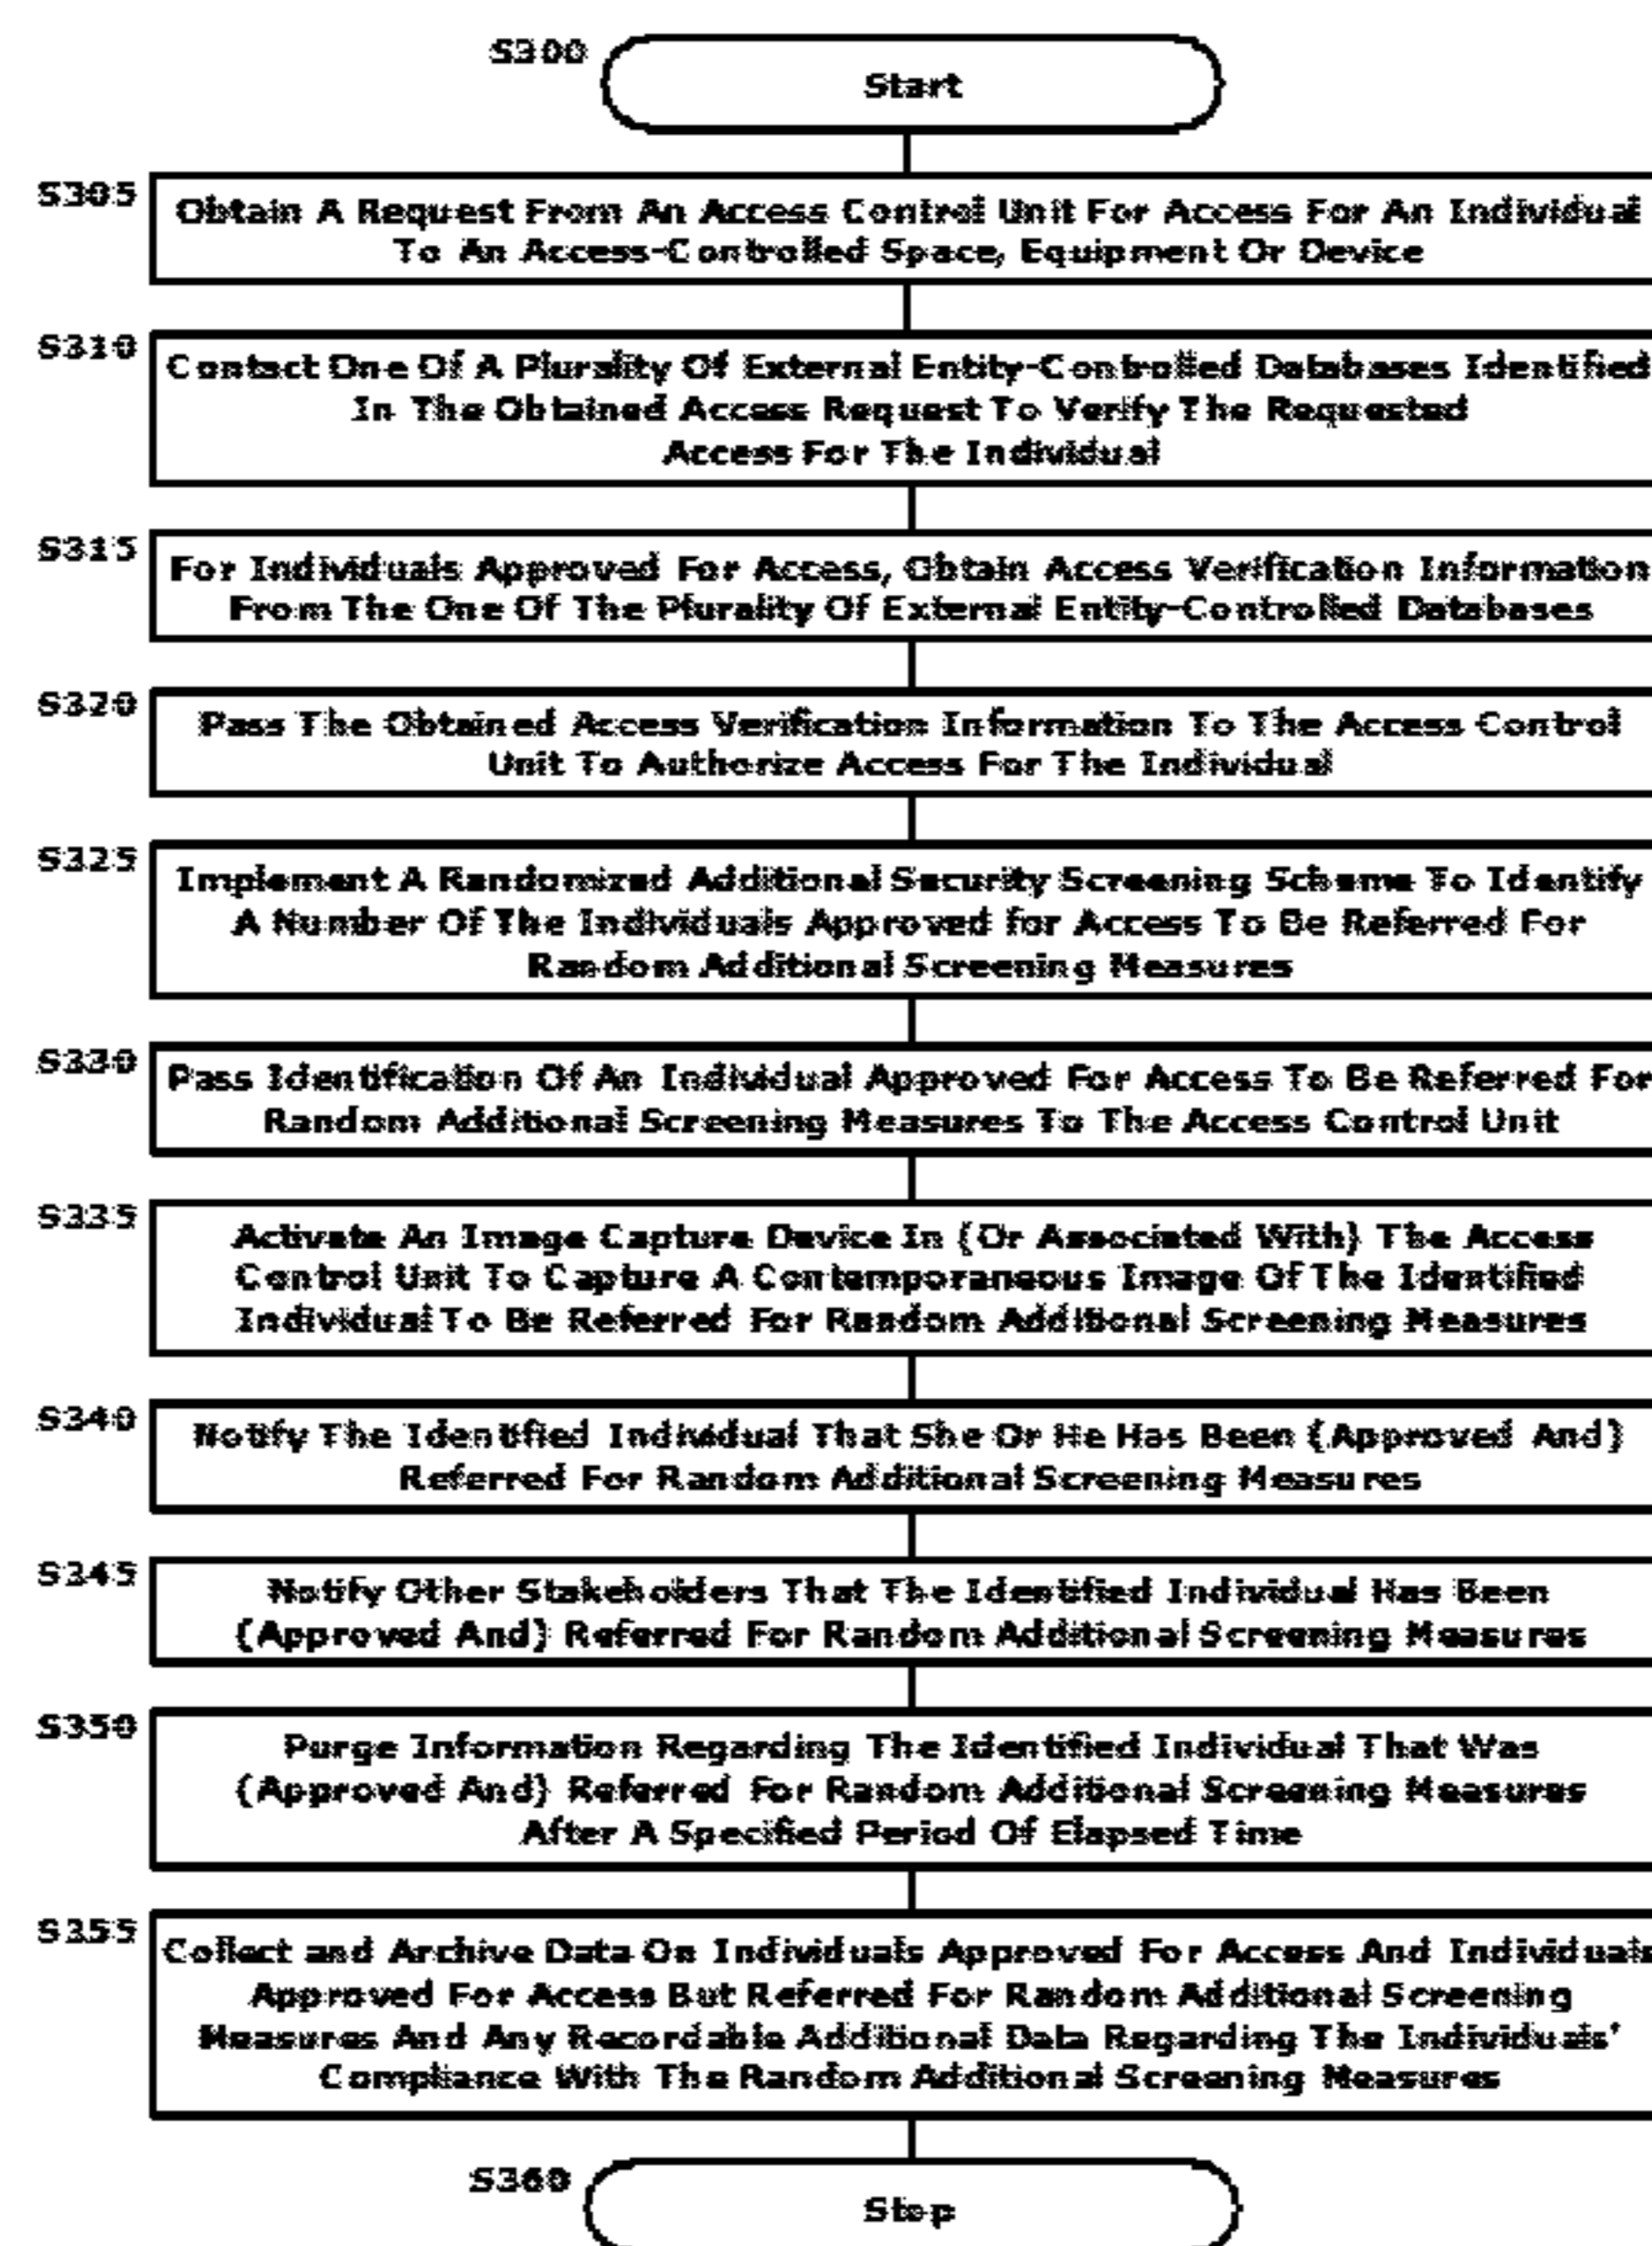 S300
Start
S305
Obtain A Request From An Access Control Unit For Access For An Individual
To An Access-Controlled Space, Equipment Or Device
S310
Contact One Of A Plurality Of External Entity-Controlled Databases Identified
In The Obtained Access Request To Verify The Requested
Access For The Individual
S315
For Individuals Approved For Access, Obtain Access Verification Information
From The One Of The Plurality Of External Entity-Controlled Databases
S320
Pass The Obtained Access Verification Information To The Access Control
Unit To Authorize Access For The Individual
S325
Implement A Randomized Additional Security Screening Scheme To Identify
A Number Of The Individuals Approved for Access To Be Referred For
Random Additional Screening Measures
S330
Pass Identification Of An Individual Approved For Access To Be Referred For
Random Additional Screening Measures To The Access Control Unit
S335
Activate An Image Capture Device In (Or Associated With) The Access
Control Unit To Capture A Contemporaneous Image Of The Identified
Individual To Be Referred For Random Additional Screening Measures
S340
Notify The Identified Individual That She Or He Has Been (Approved And)
Referred For Random Additional Screening Measures
S345
Notify Other Stakeholders That The Identified Individual Has Been
(Approved And) Referred For Random Additional Screening Measures
S350
Purge Information Regarding The Identified Individual That Was
(Approved And) Referred For Random Additional Screening Measures
After A Specified Period Of Elapsed Time
S355
Collect and Archive Data On Individuals Approved For Access And Individuals
Approved For Access But Referred For Random Additional Screening
Measures And Any Recordable Additional Data Regarding The Individuals'
Compliance With The Random Additional Screening Measures
S360
Stop